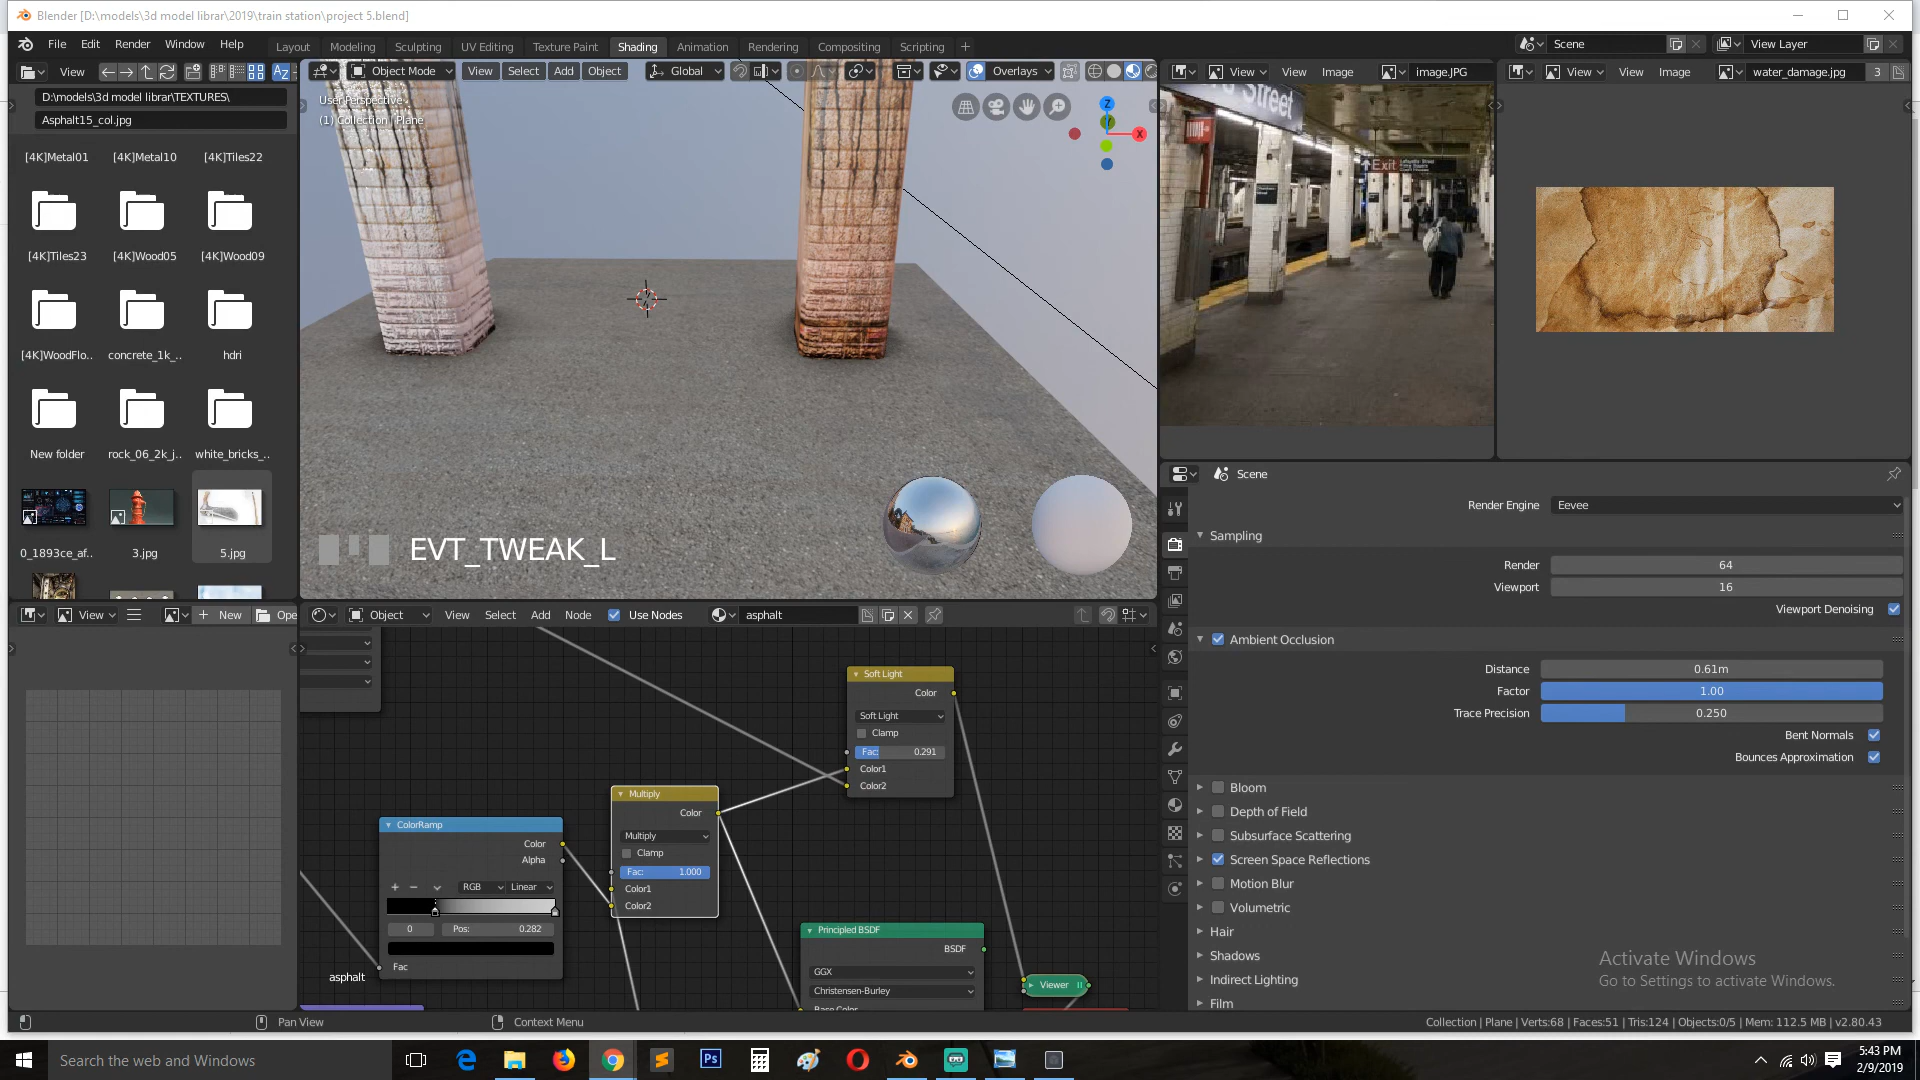 Blender [D:\models\3d model librar\2019\train station\project 5.blend]
File Edit Render Window Help
Layout Modeling Sculpting UV Editing Texture Paint Shading Animation Rendering Compositing Scripting +
Scene
View Layer
View
D:\models\3d model librar\TEXTURES\
Asphalt15_col.jpg
[4K]Metal01 [4K]Metal10 [4K]Tiles22
[4K]Tiles23 [4K]Wood05 [4K]Wood09
[4K]WoodFlo.. concrete_1k_.. hdri
New folder rock_06_2k_j.. white_bricks_..
0_1893ce_af.. 3.jpg 5.jpg
Object Mode View Select Add Object Global Overlays
User Perspective
(1) Collection | Plane
Z
Y
X
EVT_TWEAK_L
View View Image image.JPG
Street
Exit
View View Image water_damage.jpg 3
View New Ope
Object View Select Add Node Use Nodes asphalt
Soft Light
Color
Soft Light
Clamp
Fac: 0.291
Color1
Color2
Multiply
Color
Multiply
Clamp
Fac: 1.000
Color1
Color2
ColorRamp
Color
Alpha
+ − RGB Linear
0 Pos: 0.282
Fac
asphalt
Principled BSDF
BSDF
GGX
Christensen-Burley
Base Color
Viewer
Scene
Render Engine Eevee
Sampling
Render 64
Viewport 16
Viewport Denoising
Ambient Occlusion
Distance 0.61m
Factor 1.00
Trace Precision 0.250
Bent Normals
Bounces Approximation
Bloom
Depth of Field
Subsurface Scattering
Screen Space Reflections
Motion Blur
Volumetric
Hair
Shadows
Indirect Lighting
Film
Activate Windows
Go to Settings to activate Windows.
Pan View
Context Menu
Collection | Plane | Verts:68 | Faces:51 | Tris:124 | Objects:0/5 | Mem: 112.5 MB | v2.80.43
Search the web and Windows
Ps
5:43 PM
2/9/2019